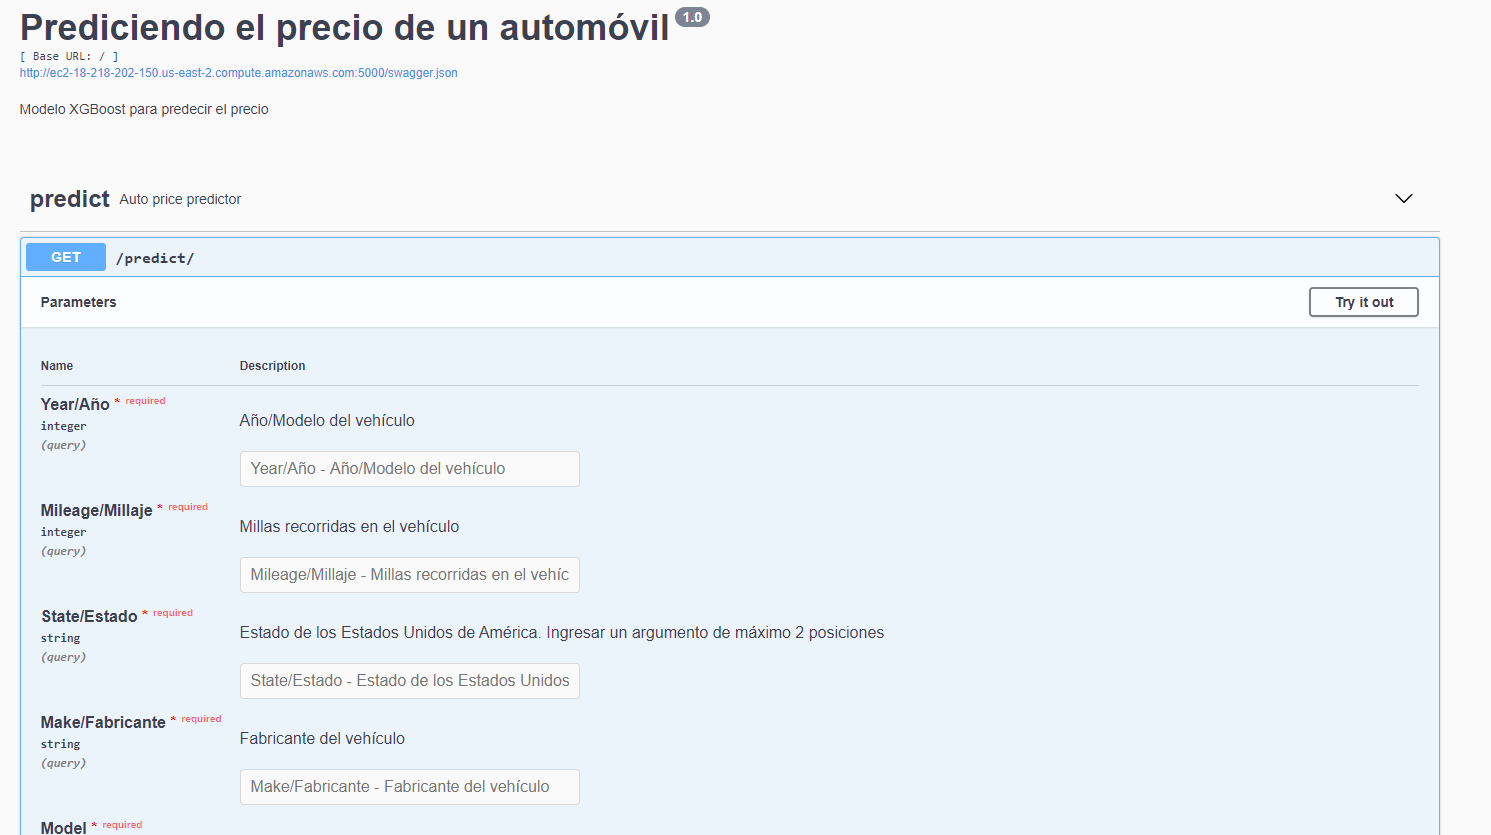 Prediciendo el precio de un automóvil 1.0
[ Base URL: / ]
http://ec2-18-218-202-150.us-east-2.compute.amazonaws.com:5000/swagger.json
Modelo XGBoost para predecir el precio
predict Auto price predictor
GET /predict/
Parameters Try it out
Name Description
Year/Año * required
integer
(query)
Año/Modelo del vehículo
Year/Año - Año/Modelo del vehículo
Mileage/Millaje * required
integer
(query)
Millas recorridas en el vehículo
Mileage/Millaje - Millas recorridas en el vehíc
State/Estado * required
string
(query)
Estado de los Estados Unidos de América. Ingresar un argumento de máximo 2 posiciones
State/Estado - Estado de los Estados Unidos
Make/Fabricante * required
string
(query)
Fabricante del vehículo
Make/Fabricante - Fabricante del vehículo
Model * required